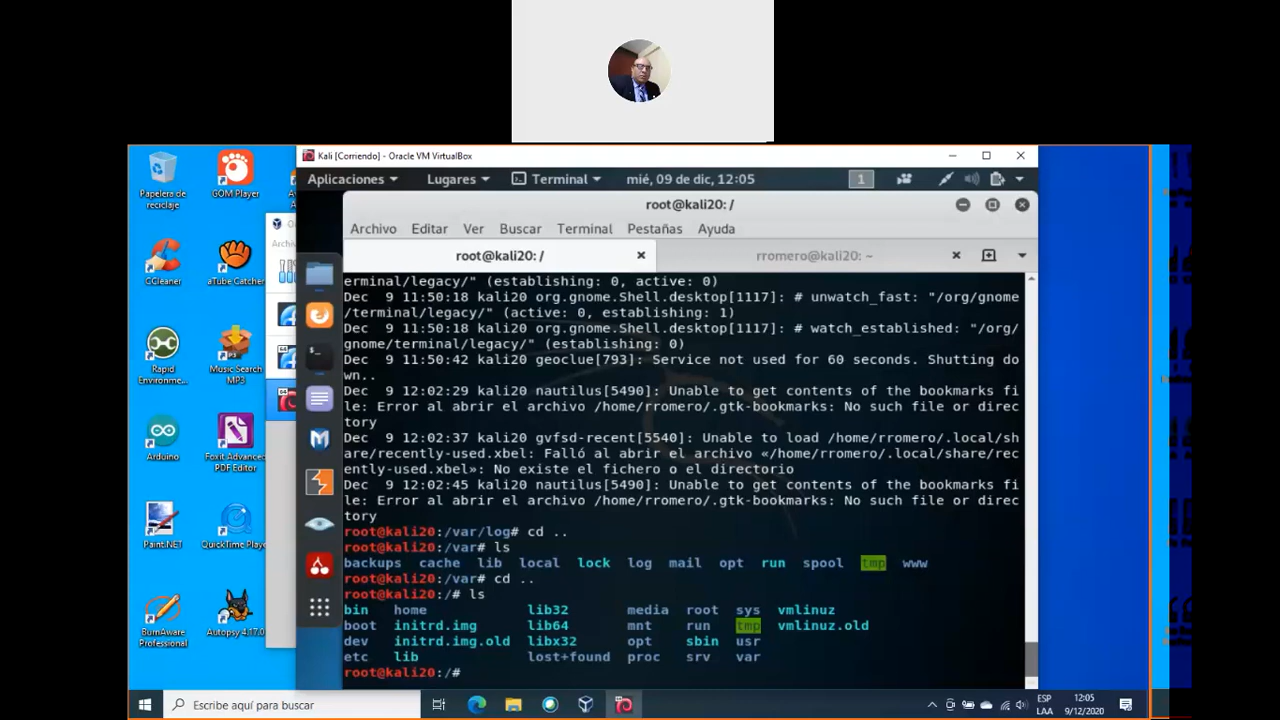 Kali [Corriendo] - Oracle VM VirtualBox
Aplicaciones Lugares Terminal mié, 09 de dic, 12:05 1
root@kali20: /
Archivo Editar Ver Buscar Terminal Pestañas Ayuda
root@kali20: / rromero@kali20: ~
erminal/legacy/" (establishing: 0, active: 0)
Dec  9 11:50:18 kali20 org.gnome.Shell.desktop[1117]: # unwatch_fast: "/org/gnome
/terminal/legacy/" (active: 0, establishing: 1)
Dec  9 11:50:18 kali20 org.gnome.Shell.desktop[1117]: # watch_established: "/org/
gnome/terminal/legacy/" (establishing: 0)
Dec  9 11:50:42 kali20 geoclue[793]: Service not used for 60 seconds. Shutting do
wn..
Dec  9 12:02:29 kali20 nautilus[5490]: Unable to get contents of the bookmarks fi
le: Error al abrir el archivo /home/rromero/.gtk-bookmarks: No such file or direc
tory
Dec  9 12:02:37 kali20 gvfsd-recent[5540]: Unable to load /home/rromero/.local/sh
are/recently-used.xbel: Falló al abrir el archivo «/home/rromero/.local/share/rec
ently-used.xbel»: No existe el fichero o el directorio
Dec  9 12:02:45 kali20 nautilus[5490]: Unable to get contents of the bookmarks fi
le: Error al abrir el archivo /home/rromero/.gtk-bookmarks: No such file or direc
tory
root@kali20:/var/log# cd ..
root@kali20:/var# ls
backups cache lib local lock log mail opt run spool tmp www
root@kali20:/var# cd ..
root@kali20:/# ls
bin home lib32 media root sys vmlinuz
boot initrd.img lib64 mnt run tmp vmlinuz.old
dev initrd.img.old libx32 opt sbin usr
etc lib lost+found proc srv var
root@kali20:/#
Papelera de
reciclaje
GOM Player
CCleaner
aTube Catcher
Rapid
Environme...
Music Search
MP3
Arduino
Foxit Advanced
PDF Editor
Paint.NET
QuickTime Playe
BurnAware
Professional
Autopsy 4.17.0
Archi
Escribe aquí para buscar
ESP
LAA
12:05
9/12/2020